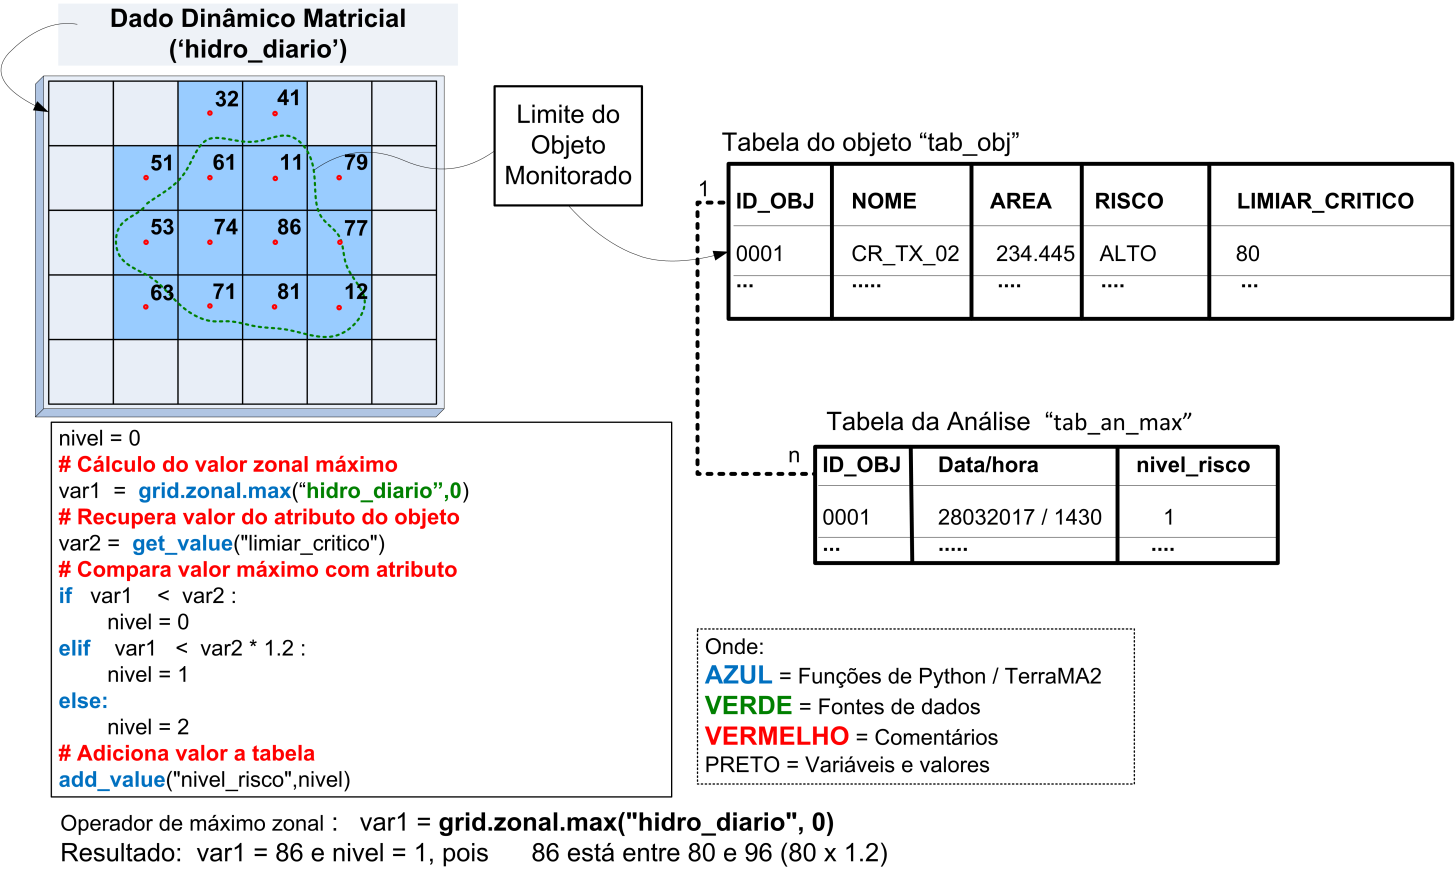 Dado Dinâmico Matricial
(‘hidro_diario’)
32 41
51 61 11 79
53 74 86 77
63 71 81 12
Limite do
Objeto
Monitorado
Tabela do objeto “tab_obj”
1
ID_OBJ NOME AREA RISCO LIMIAR_CRITICO
0001 CR_TX_02 234.445 ALTO 80
... ..... .... .... ...
Tabela da Análise “tab_an_max”
n
ID_OBJ Data/hora nivel_risco
0001 28032017 / 1430 1
... ..... ....
nivel = 0
# Cálculo do valor zonal máximo
var1 = grid.zonal.max(“hidro_diario”,0)
# Recupera valor do atributo do objeto
var2 = get_value("limiar_critico")
# Compara valor máximo com atributo
if var1 < var2 :
nivel = 0
elif var1 < var2 * 1.2 :
nivel = 1
else:
nivel = 2
# Adiciona valor a tabela
add_value("nivel_risco",nivel)
Onde:
AZUL = Funções de Python / TerraMA2
VERDE = Fontes de dados
VERMELHO = Comentários
PRETO = Variáveis e valores
Operador de máximo zonal : var1 = grid.zonal.max("hidro_diario", 0)
Resultado: var1 = 86 e nivel = 1, pois 86 está entre 80 e 96 (80 x 1.2)